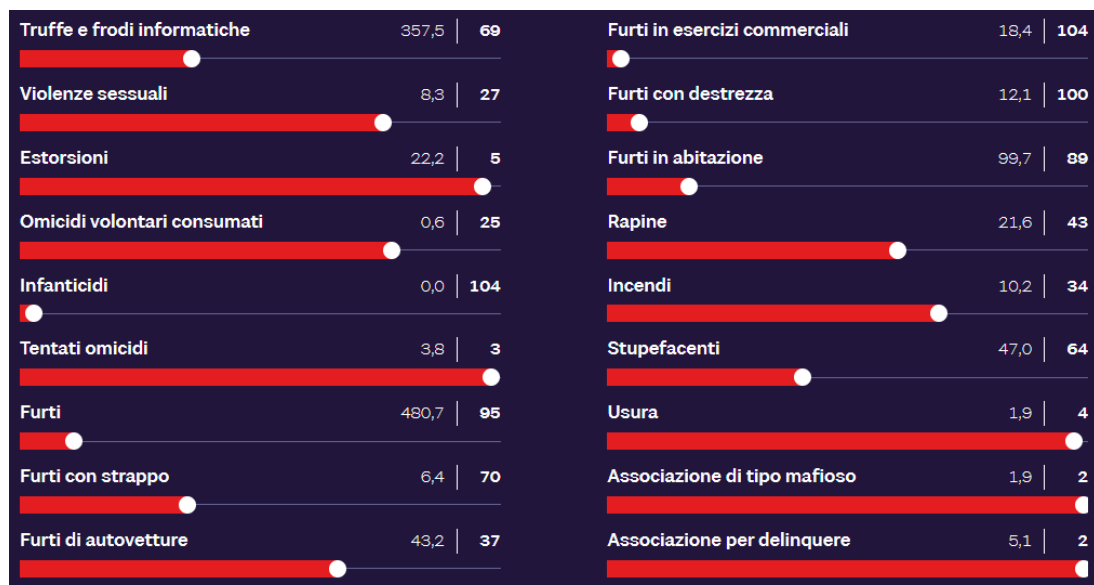 Truffe e frodi informatiche 357,5 69
Violenze sessuali 8,3 27
Estorsioni 22,2 5
Omicidi volontari consumati 0,6 25
Infanticidi 0,0 104
Tentati omicidi 3,8 3
Furti 480,7 95
Furti con strappo 6,4 70
Furti di autovetture 43,2 37
Furti in esercizi commerciali 18,4 104
Furti con destrezza 12,1 100
Furti in abitazione 99,7 89
Rapine 21,6 43
Incendi 10,2 34
Stupefacenti 47,0 64
Usura 1,9 4
Associazione di tipo mafioso 1,9 2
Associazione per delinquere 5,1 2